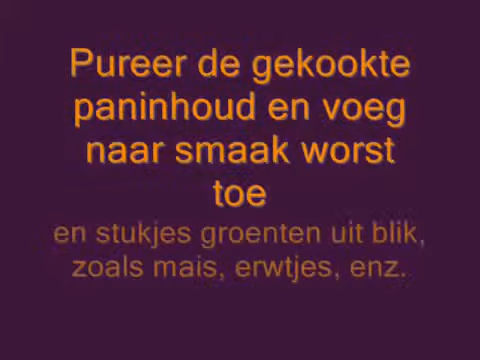 Pureer de gekookte
paninhoud en voeg
naar smaak worst
toe
en stukjes groenten uit blik,
zoals mais, erwtjes, enz.